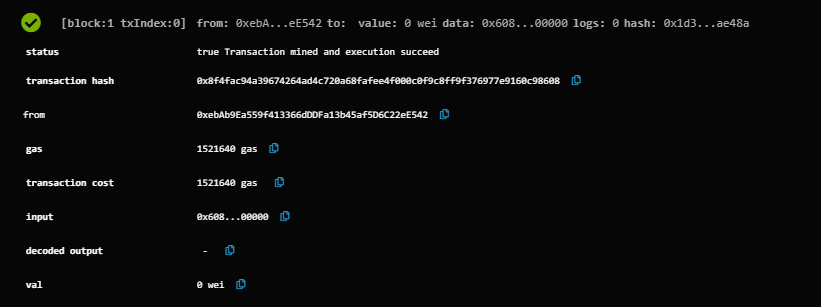 [block:1 txIndex:0] from: 0xebA...eE542 to: value: 0 wei data: 0x608...00000 logs: 0 hash: 0x1d3...ae48a
status true Transaction mined and execution succeed
transaction hash 0x8f4fac94a39674264ad4c720a68fafee4f000c0f9c8ff9f376977e9160c98608
from 0xebAb9Ea559f413366dDDFa13b45af5D6C22eE542
gas 1521640 gas
transaction cost 1521640 gas
input 0x608...00000
decoded output -
val 0 wei